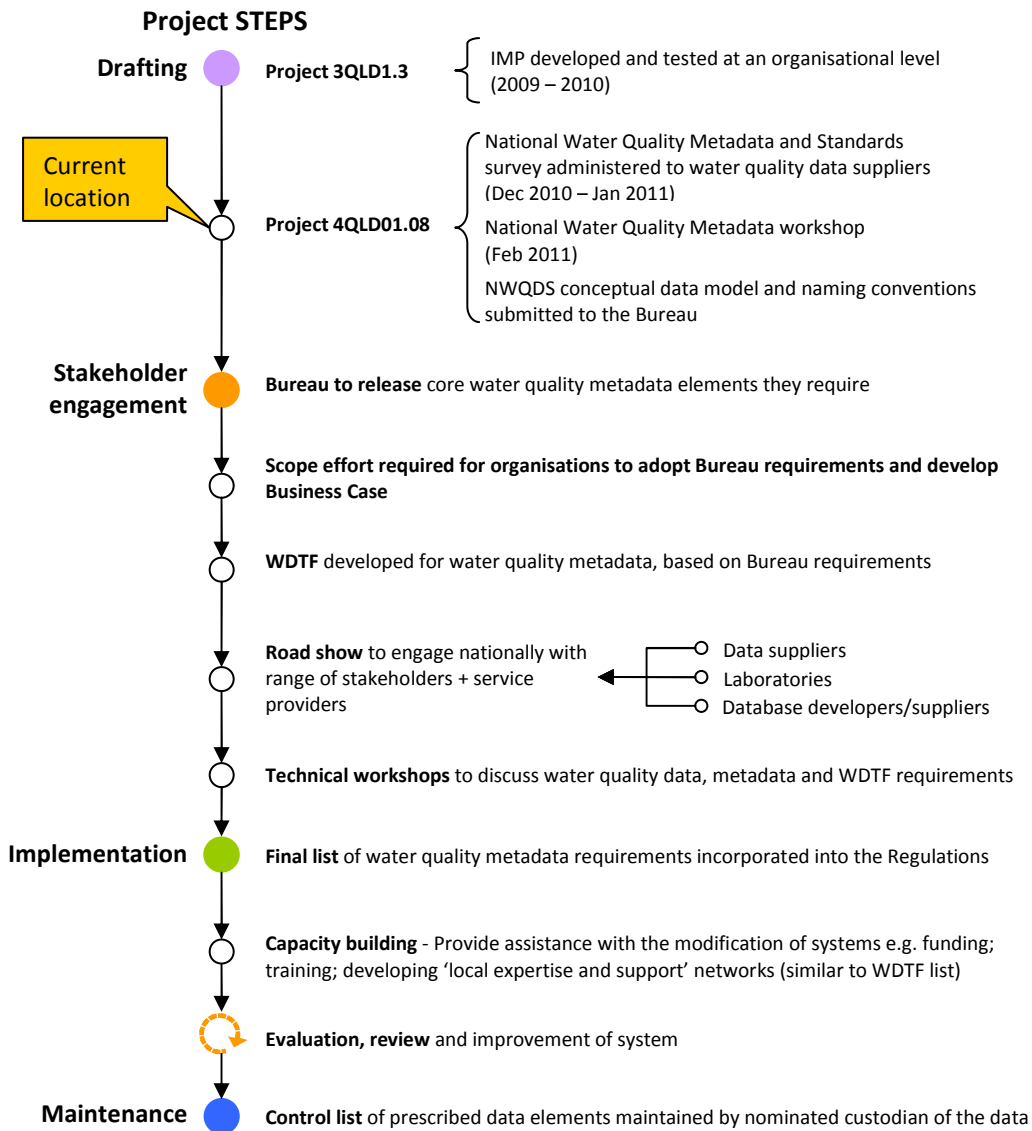 Project STEPS
Drafting
Project 3QLD1.3
IMP developed and tested at an organisational level
(2009 – 2010)
Current
location
Project 4QLD01.08
National Water Quality Metadata and Standards
survey administered to water quality data suppliers
(Dec 2010 – Jan 2011)
National Water Quality Metadata workshop
(Feb 2011)
NWQDS conceptual data model and naming conventions
submitted to the Bureau
Stakeholder
engagement
Bureau to release core water quality metadata elements they require
Scope effort required for organisations to adopt Bureau requirements and develop
Business Case
WDTF developed for water quality metadata, based on Bureau requirements
Road show to engage nationally with
range of stakeholders + service
providers
Data suppliers
Laboratories
Database developers/suppliers
Technical workshops to discuss water quality data, metadata and WDTF requirements
Implementation
Final list of water quality metadata requirements incorporated into the Regulations
Capacity building - Provide assistance with the modification of systems e.g. funding;
training; developing ‘local expertise and support’ networks (similar to WDTF list)
Evaluation, review and improvement of system
Maintenance
Control list of prescribed data elements maintained by nominated custodian of the data